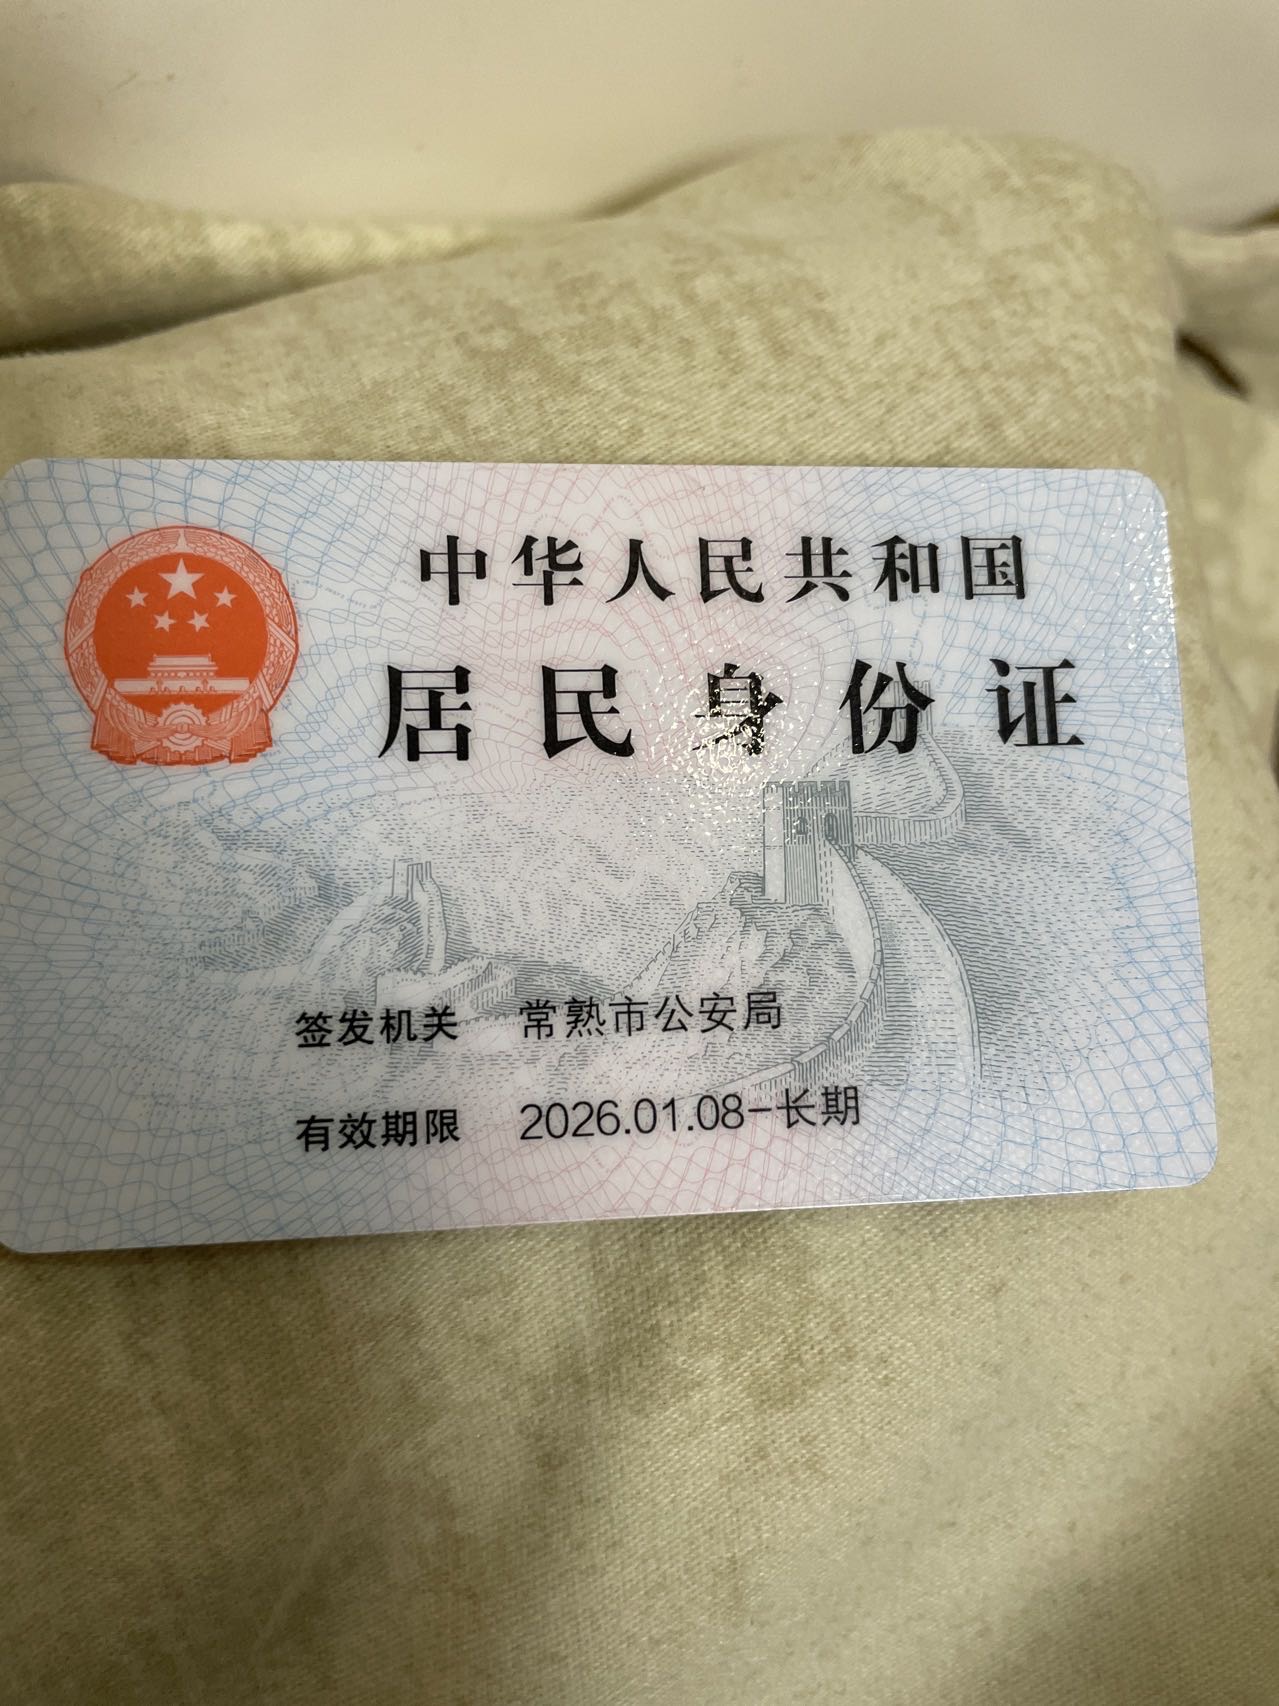 中华人民共和国
居民身份证
签发机关 常熟市公安局
有效期限 2026.01.08-长期